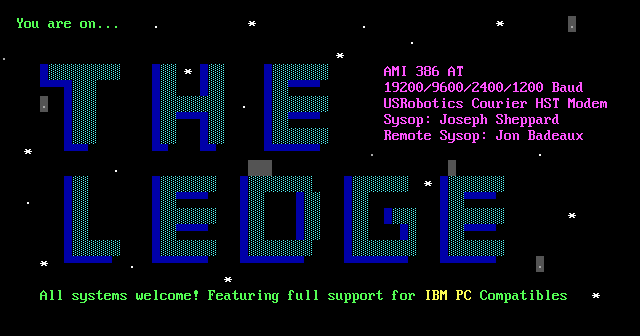 You are on...
THE
AMI 386 AT
19200/9600/2400/1200 Baud
USRobotics Courier HST Modem
Sysop: Joseph Sheppard
Remote Sysop: Jon Badeaux
LEDGE
All systems welcome! Featuring full support for IBM PC Compatibles